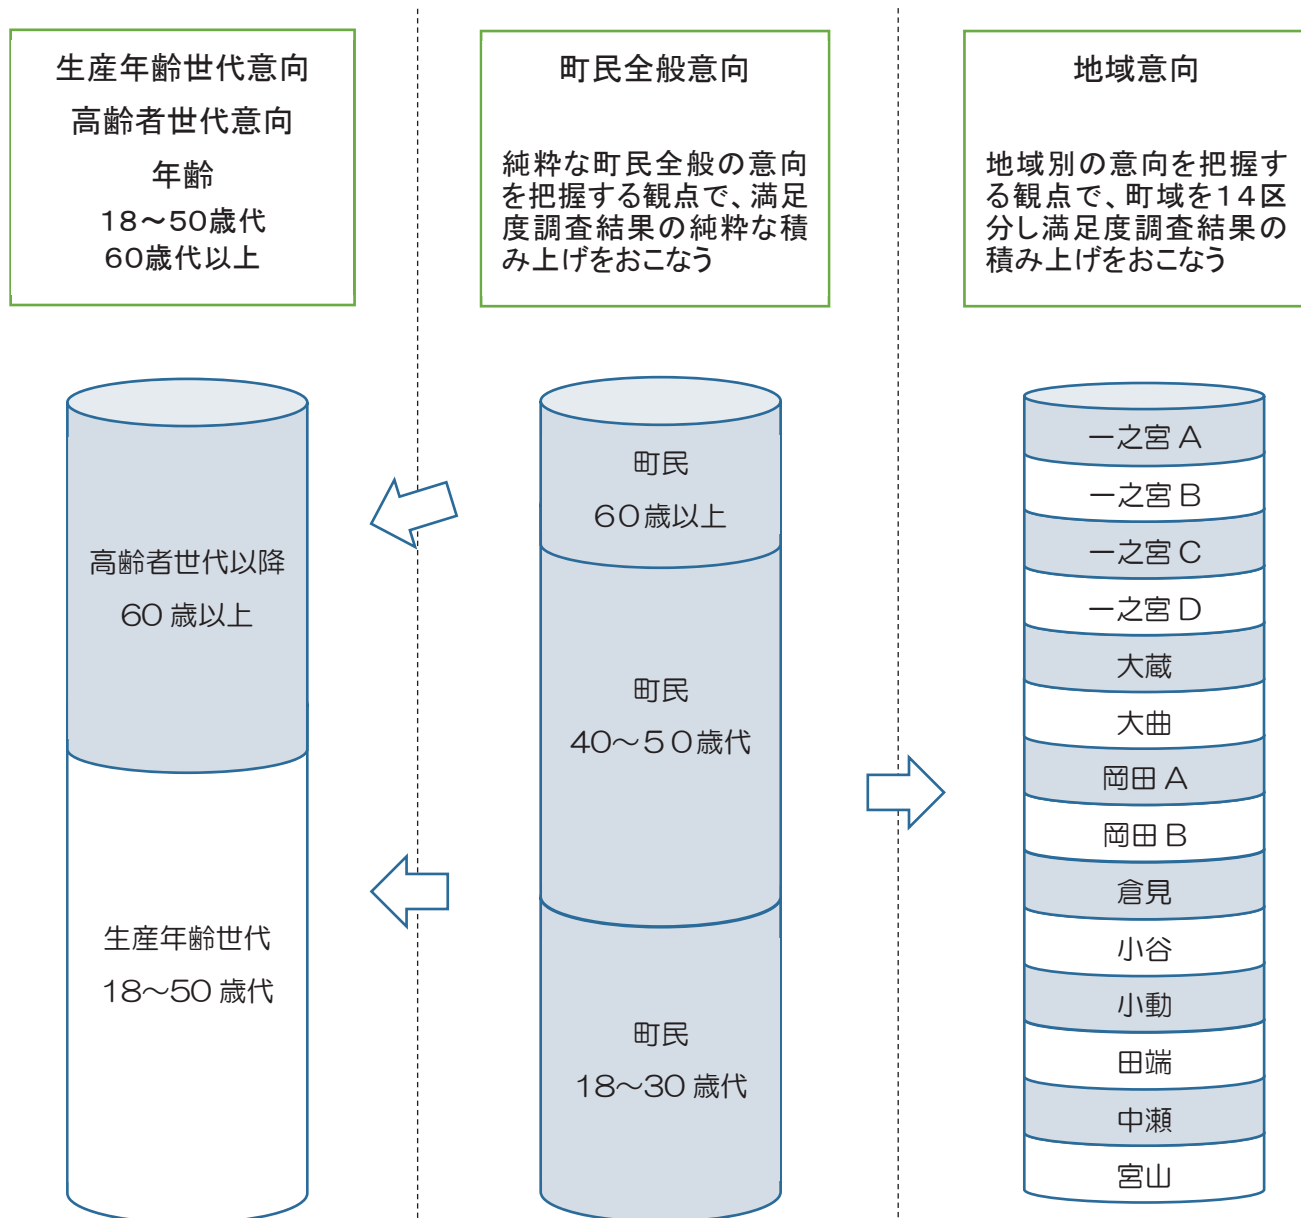 生産年齢世代意向
高齢者世代意向
年齢
18～50歳代
60歳代以上
町民全般意向
純粋な町民全般の意向
を把握する観点で、満足
度調査結果の純粋な積
み上げをおこなう
地域意向
地域別の意向を把握す
る観点で、町域を14区
分し満足度調査結果の
積み上げをおこなう
高齢者世代以降
60 歳以上
生産年齢世代
18～50 歳代
町民
60歳以上
町民
40～50歳代
町民
18～30 歳代
一之宮 A
一之宮 B
一之宮 C
一之宮 D
大蔵
大曲
岡田 A
岡田 B
倉見
小谷
小動
田端
中瀬
宮山